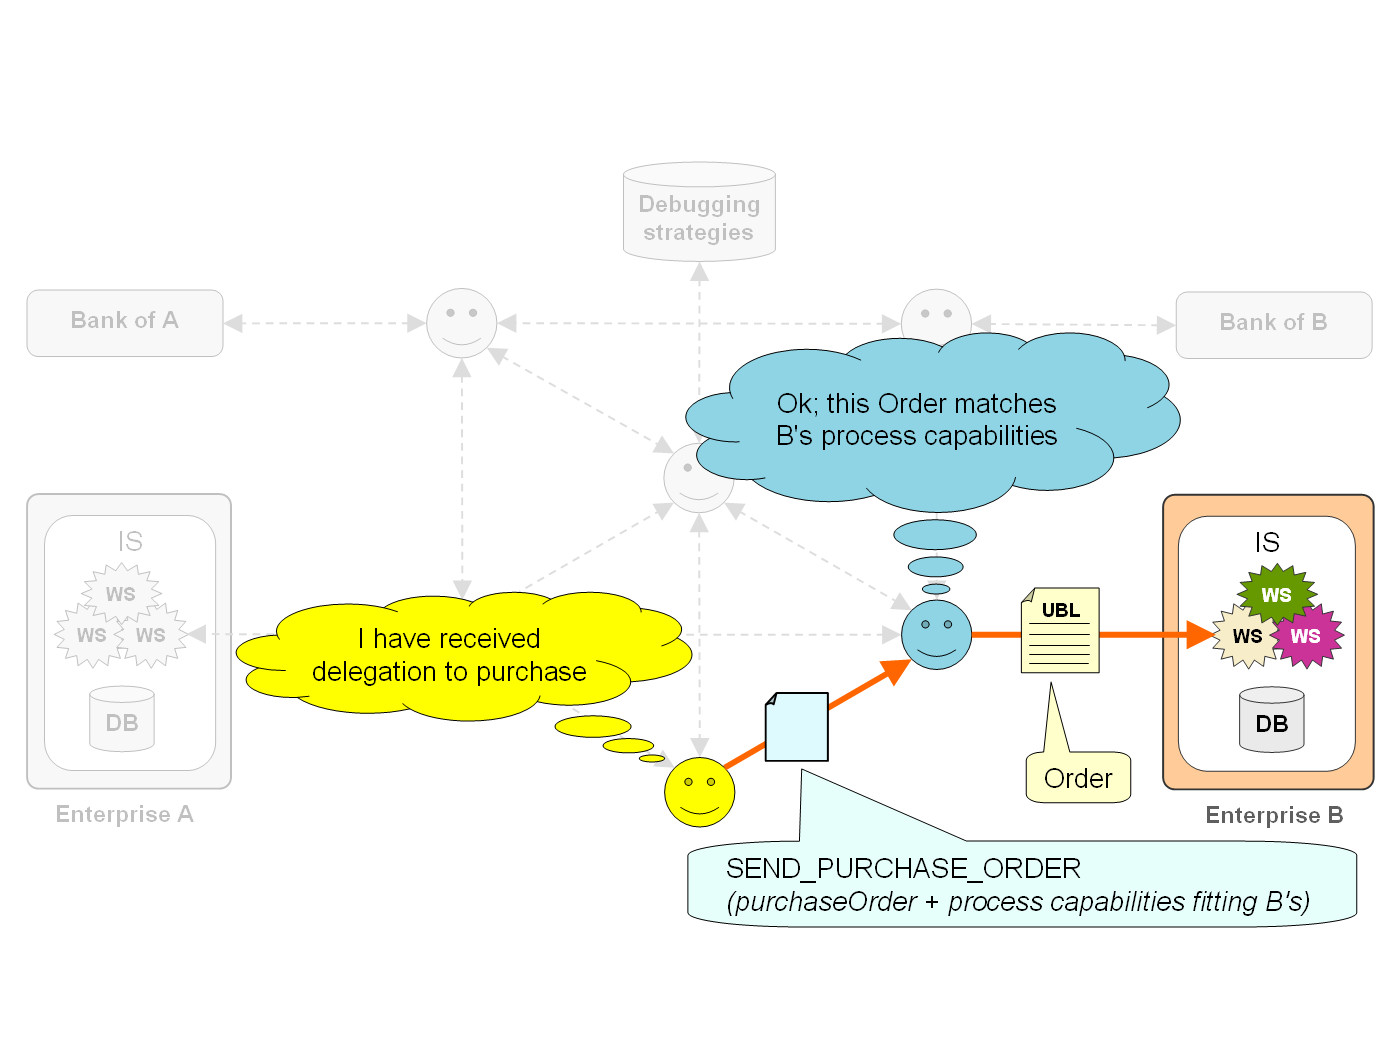 Debugging
strategies
Bank of A
Bank of B
Ok; this Order matches
B's process capabilities
IS
WS
WS
WS
DB
Enterprise A
I have received
delegation to purchase
UBL
Order
IS
WS
WS
WS
DB
Enterprise B
SEND_PURCHASE_ORDER
(purchaseOrder + process capabilities fitting B's)